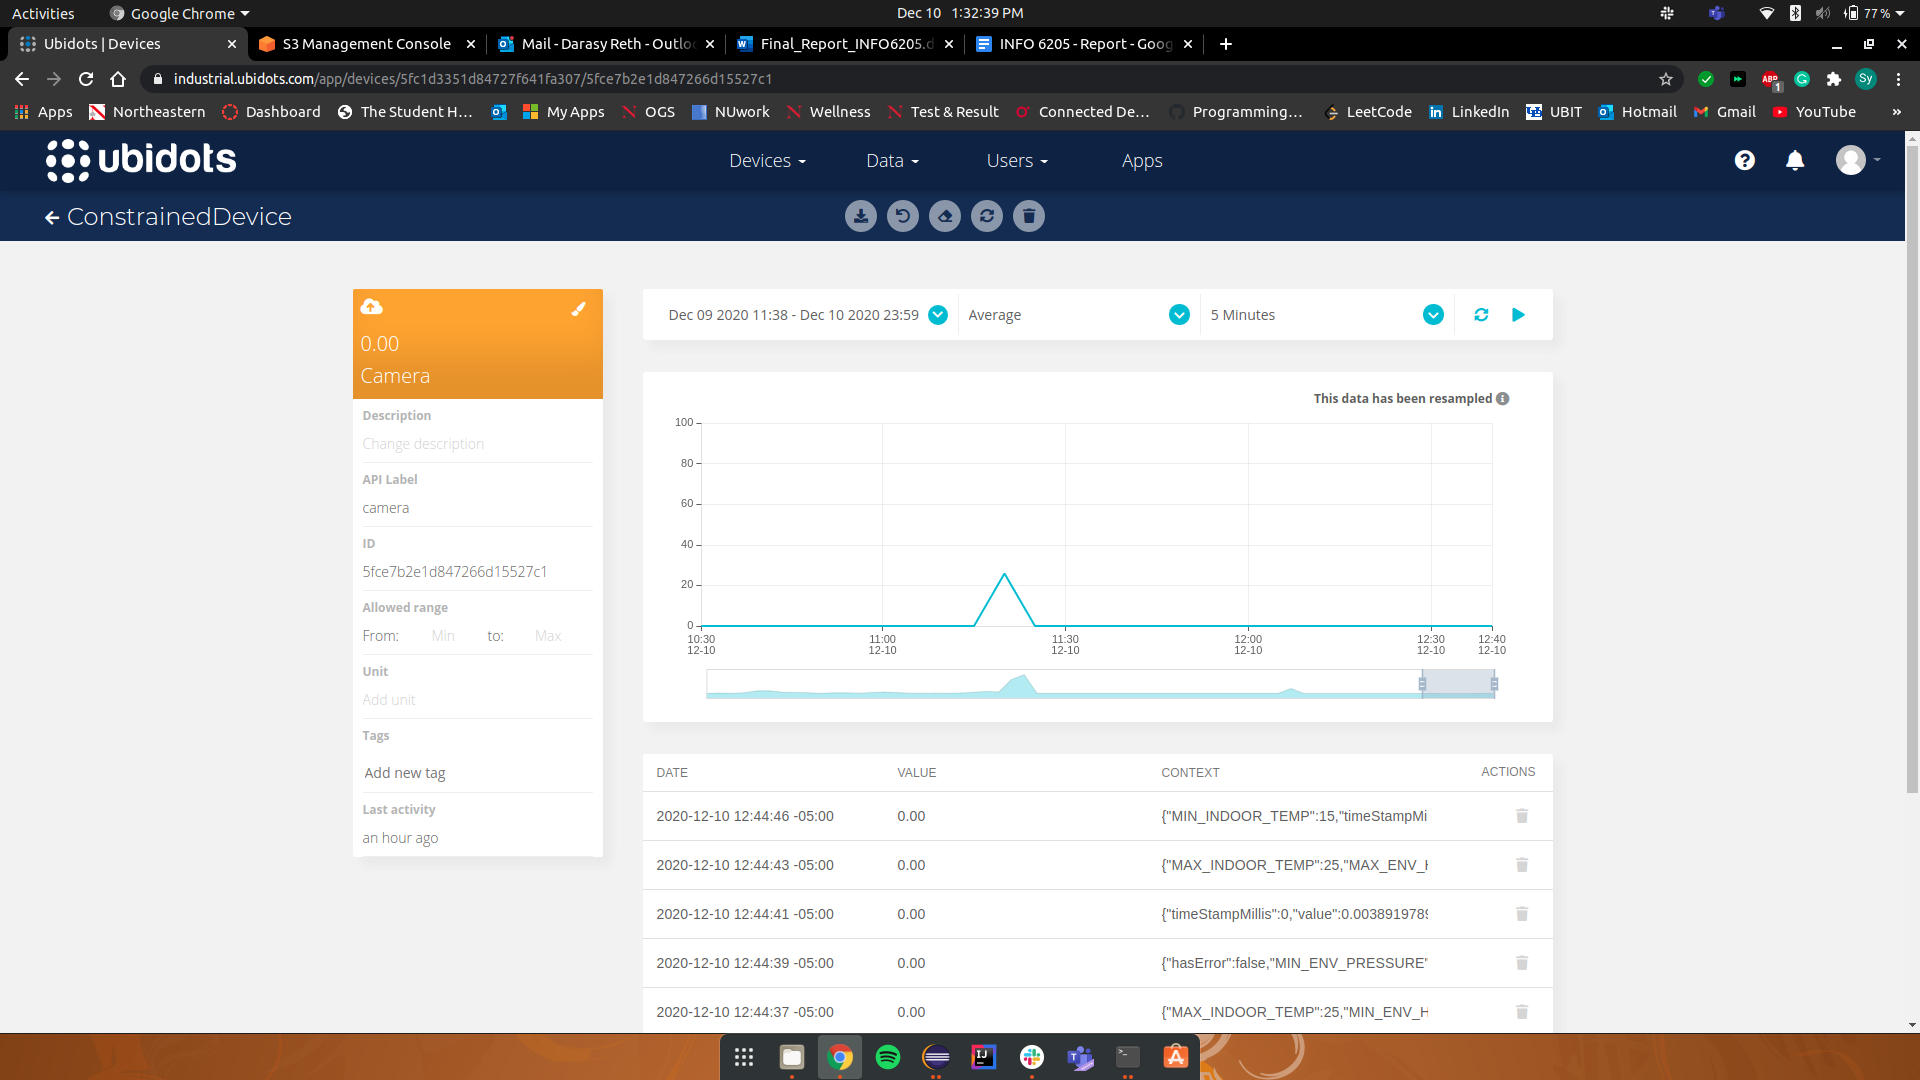 Activities
Google Chrome
Dec 10 1:32:39 PM
77 %
Ubidots | Devices
S3 Management Console
Mail - Darasy Reth - Outlo
Final_Report_INFO6205.d
INFO 6205 - Report - Goog
industrial.ubidots.com/app/devices/5fc1d3351d84727f641fa307/5fce7b2e1d847266d15527c1
ABP
1
Sy
Apps
Northeastern
Dashboard
The Student H...
My Apps
OGS
NUwork
Wellness
Test & Result
Connected De...
Programming...
LeetCode
LinkedIn
UBIT
Hotmail
Gmail
YouTube
»
ubidots
Devices
Data
Users
Apps
ConstrainedDevice
0.00
Camera
Description
Change description
API Label
camera
ID
5fce7b2e1d847266d15527c1
Allowed range
From: Min to: Max
Unit
Add unit
Tags
Add new tag
Last activity
an hour ago
Dec 09 2020 11:38 - Dec 10 2020 23:59
Average
5 Minutes
This data has been resampled
100
80
60
40
20
0
10:30 11:00 11:30 12:00 12:30 12:40
12-10 12-10 12-10 12-10 12-10 12-10
DATE VALUE CONTEXT ACTIONS
2020-12-10 12:44:46 -05:00 0.00 {"MIN_INDOOR_TEMP":15,"timeStampMi
2020-12-10 12:44:43 -05:00 0.00 {"MAX_INDOOR_TEMP":25,"MAX_ENV_H
2020-12-10 12:44:41 -05:00 0.00 {"timeStampMillis":0,"value":0.003891978
2020-12-10 12:44:39 -05:00 0.00 {"hasError":false,"MIN_ENV_PRESSURE"
2020-12-10 12:44:37 -05:00 0.00 {"MAX_INDOOR_TEMP":25,"MIN_ENV_H
IJ